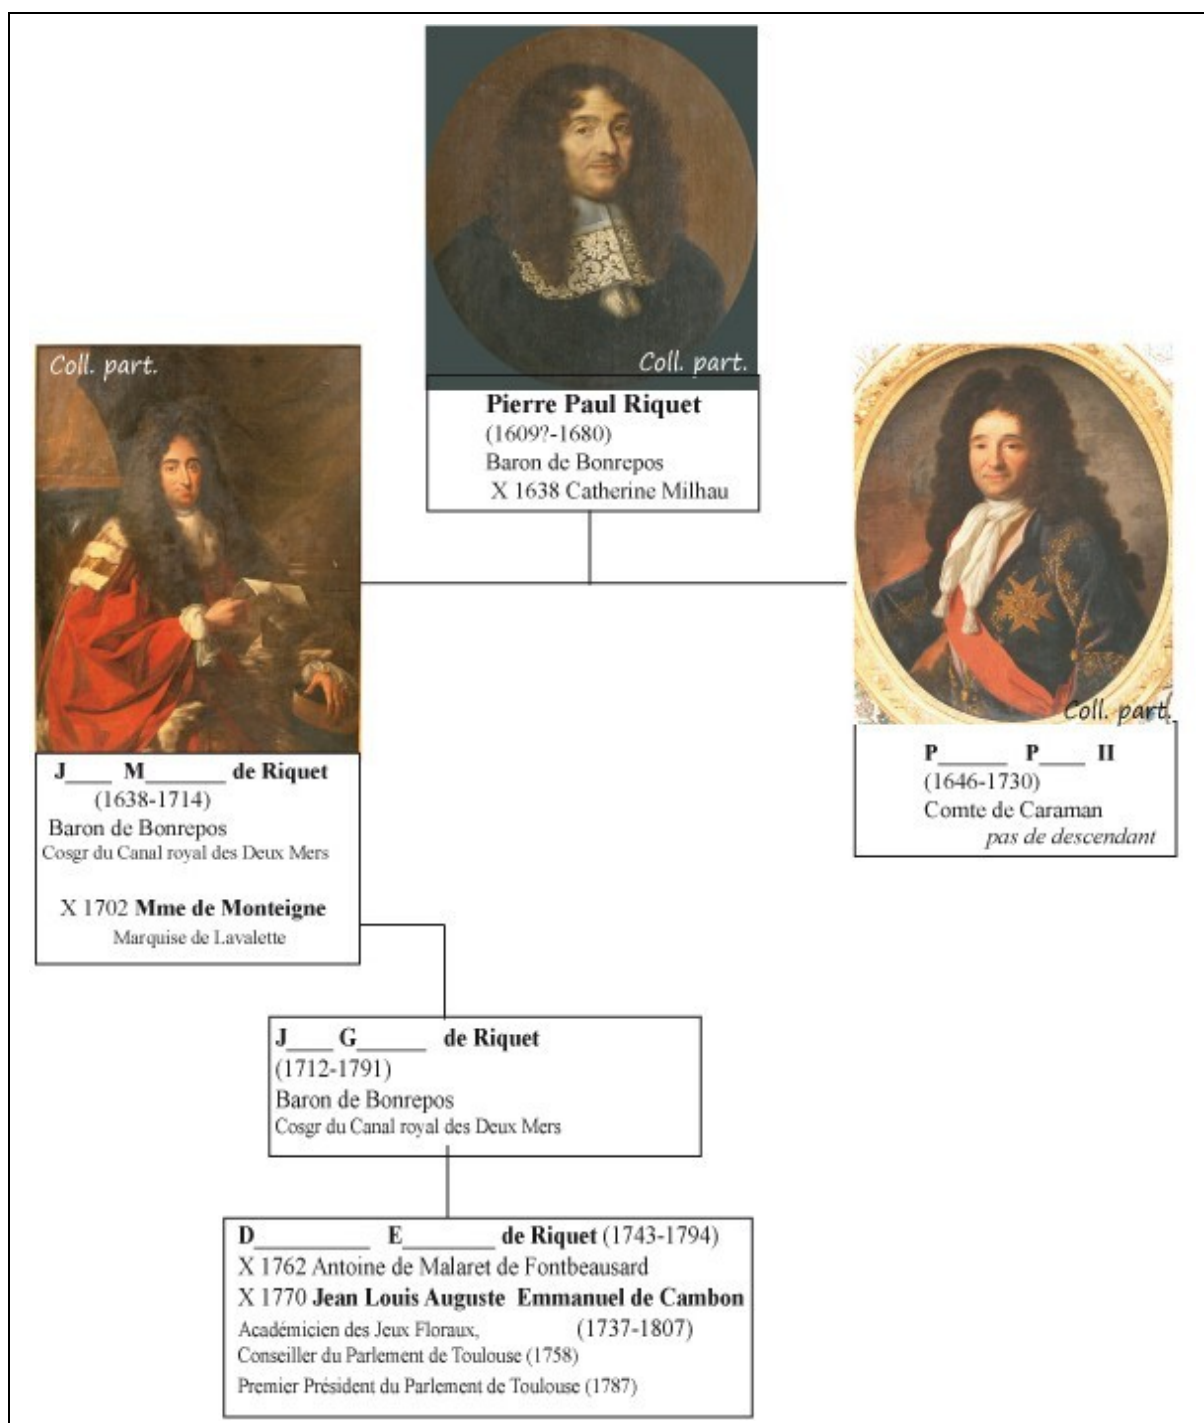 Coll. part.
Pierre Paul Riquet
(1609?-1680)
Baron de Bonrepos
X 1638 Catherine Milhau
Coll. part.
J____ M_______ de Riquet
(1638-1714)
Baron de Bonrepos
Cosgr du Canal royal des Deux Mers
X 1702 Mme de Monteigne
Marquise de Lavalette
Coll. part.
P______ P____ II
(1646-1730)
Comte de Caraman
pas de descendant
J____ G______ de Riquet
(1712-1791)
Baron de Bonrepos
Cosgr du Canal royal des Deux Mers
D__________ E________ de Riquet (1743-1794)
X 1762 Antoine de Malaret de Fontbeausard
X 1770 Jean Louis Auguste Emmanuel de Cambon
Académicien des Jeux Floraux, (1737-1807)
Conseiller du Parlement de Toulouse (1758)
Premier Président du Parlement de Toulouse (1787)